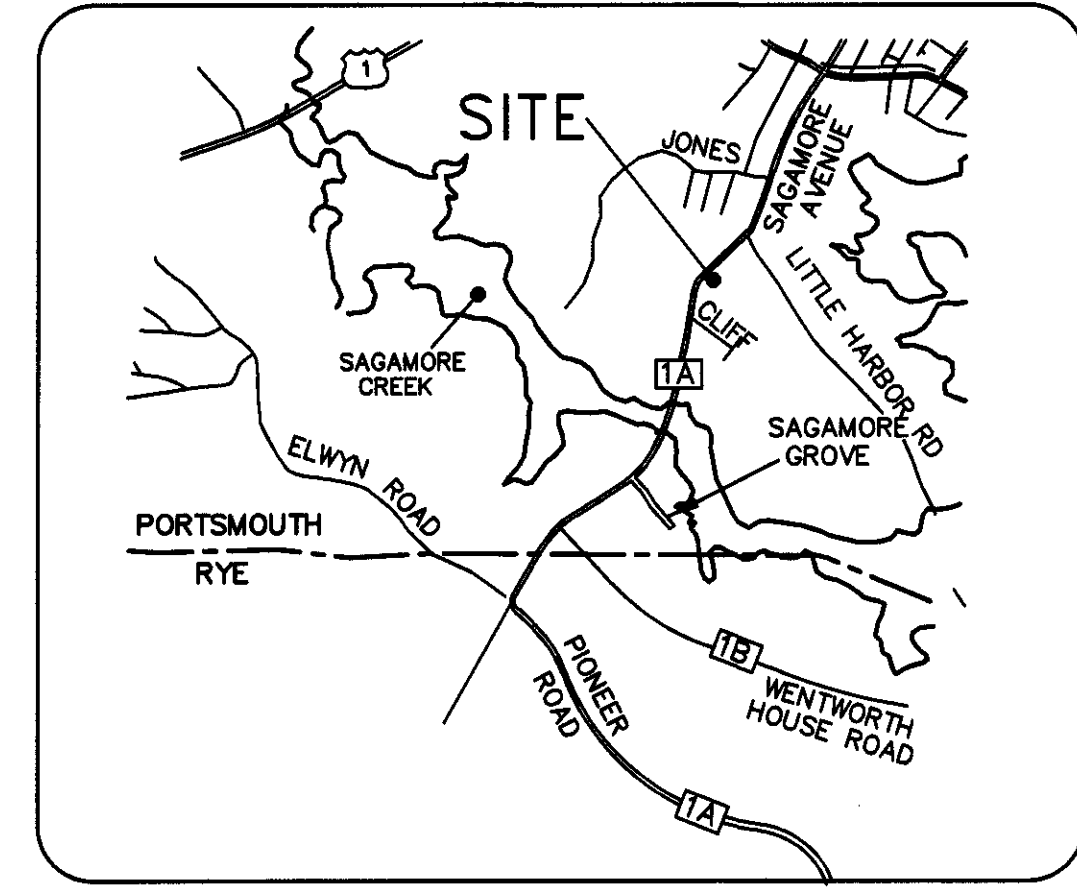 1
SITE
JONES
SAGAMORE
AVENUE
LITTLE HARBOR RD
CLIFF
SAGAMORE
CREEK
1A
SAGAMORE
GROVE
ELWYN ROAD
PORTSMOUTH
RYE
1B
PIONEER
ROAD
WENTWORTH
HOUSE ROAD
1A